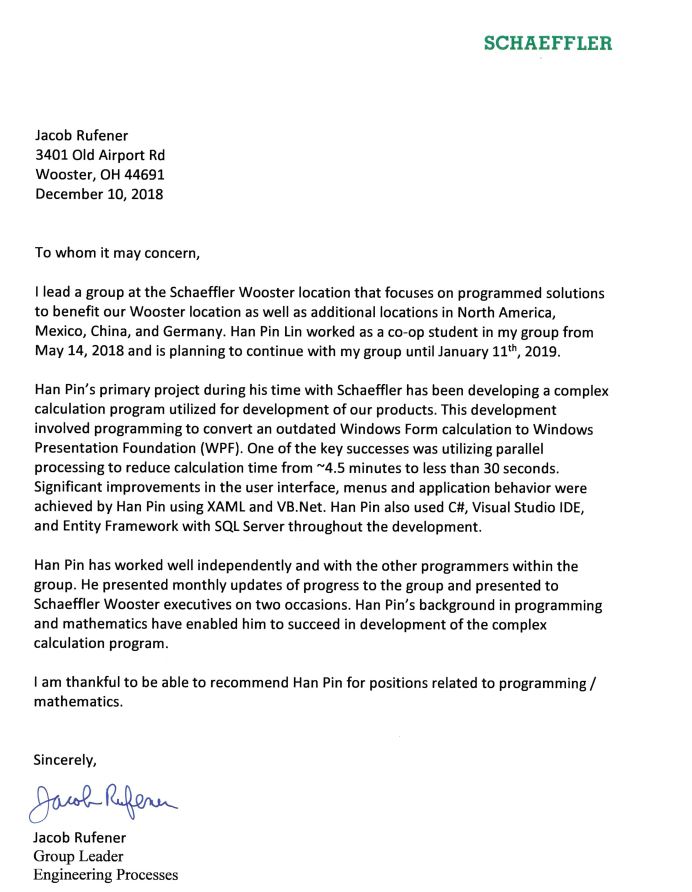 SCHAEFFLER
Jacob Rufener
3401 Old Airport Rd
Wooster, OH 44691
December 10, 2018
To whom it may concern,
I lead a group at the Schaeffler Wooster location that focuses on programmed solutions
to benefit our Wooster location as well as additional locations in North America,
Mexico, China, and Germany. Han Pin Lin worked as a co-op student in my group from
May 14, 2018 and is planning to continue with my group until January 11th, 2019.
Han Pin's primary project during his time with Schaeffler has been developing a complex
calculation program utilized for development of our products. This development
involved programming to convert an outdated Windows Form calculation to Windows
Presentation Foundation (WPF). One of the key successes was utilizing parallel
processing to reduce calculation time from ~4.5 minutes to less than 30 seconds.
Significant improvements in the user interface, menus and application behavior were
achieved by Han Pin using XAML and VB.Net. Han Pin also used C#, Visual Studio IDE,
and Entity Framework with SQL Server throughout the development.
Han Pin has worked well independently and with the other programmers within the
group. He presented monthly updates of progress to the group and presented to
Schaeffler Wooster executives on two occasions. Han Pin's background in programming
and mathematics have enabled him to succeed in development of the complex
calculation program.
I am thankful to be able to recommend Han Pin for positions related to programming /
mathematics.
Sincerely,
Jacob Rufener
Jacob Rufener
Group Leader
Engineering Processes